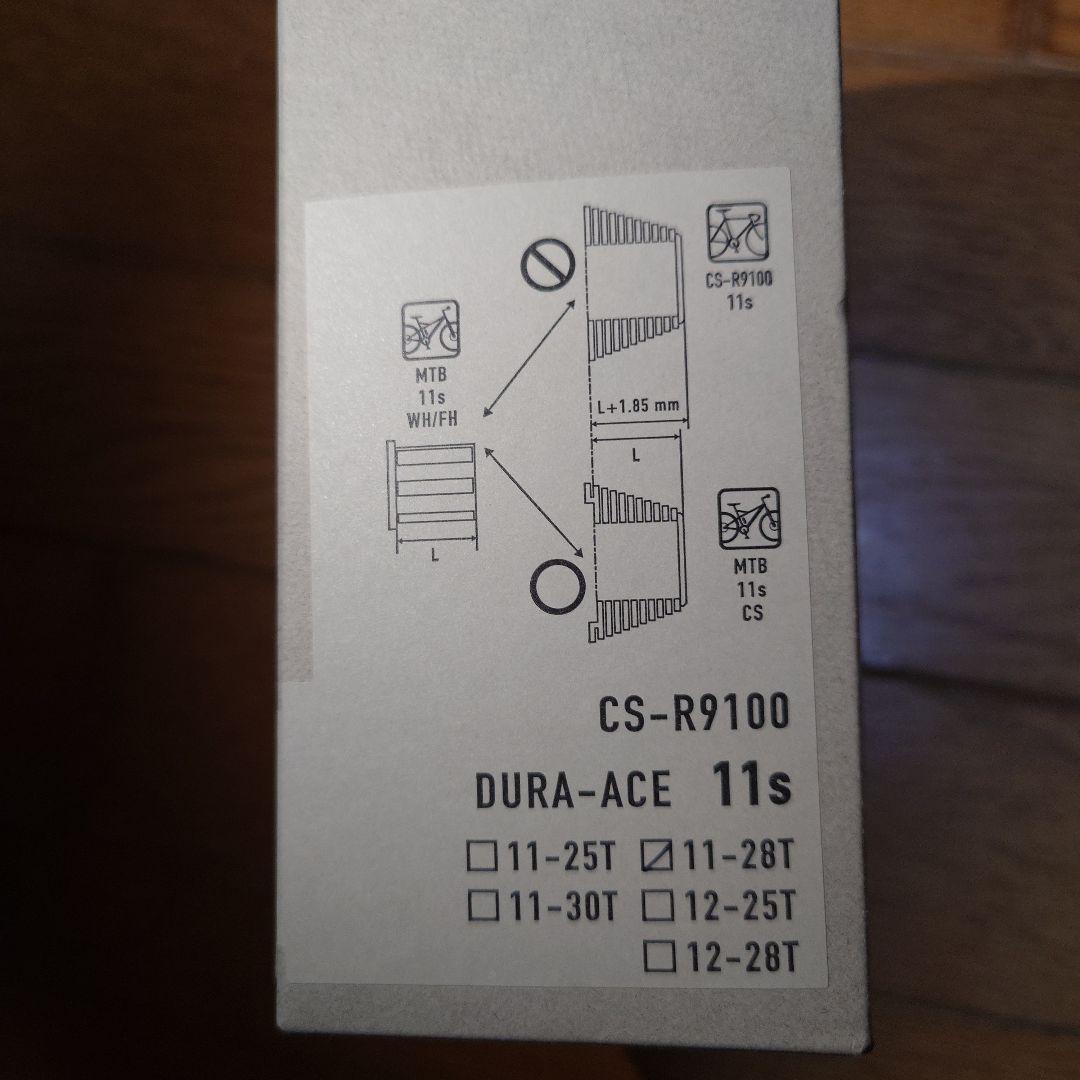 CS-R9100
11s
MTB
11s
WH/FH
L+1.85 mm
L
L
MTB
11s
CS
CS-R9100
DURA-ACE 11s
11-25T 11-28T
11-30T 12-25T
12-28T